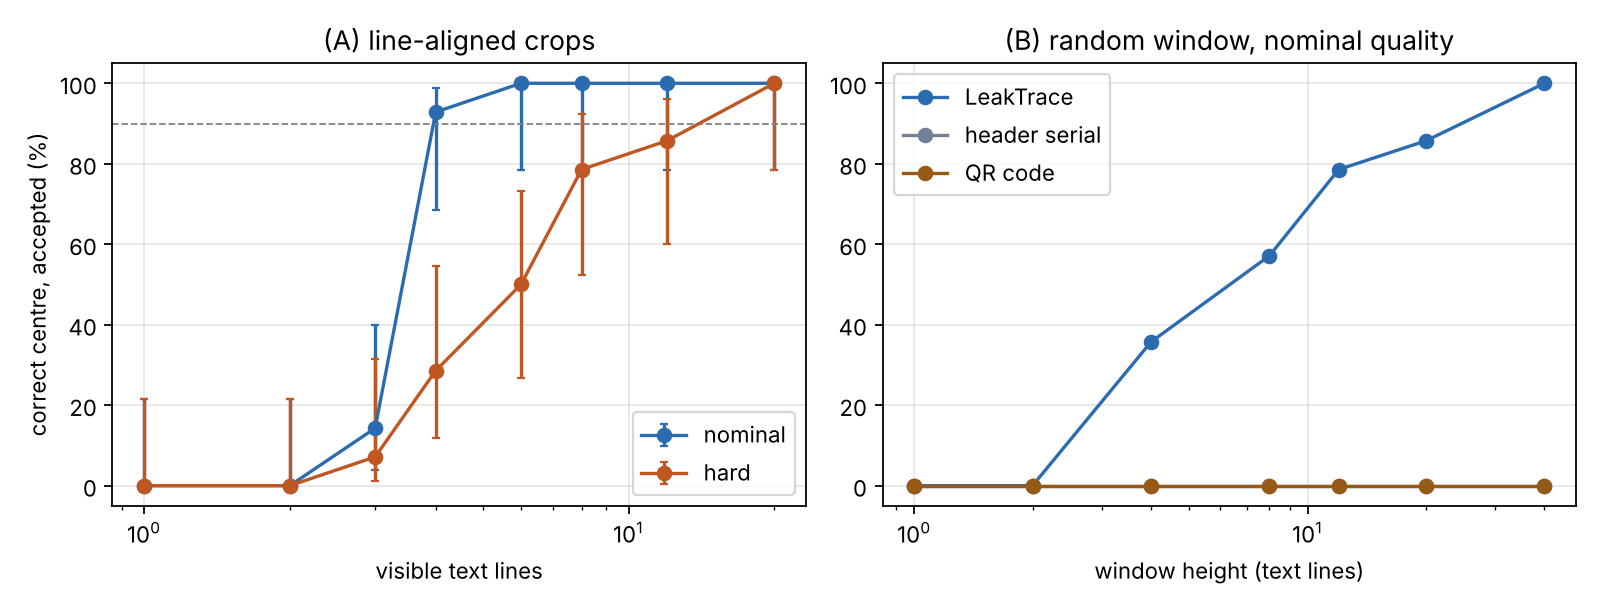 (A) line-aligned crops
correct centre, accepted (%)
100
80
60
40
20
0
10⁰
10¹
visible text lines
nominal
hard
(B) random window, nominal quality
LeakTrace
header serial
QR code
100
80
60
40
20
0
10⁰
10¹
window height (text lines)